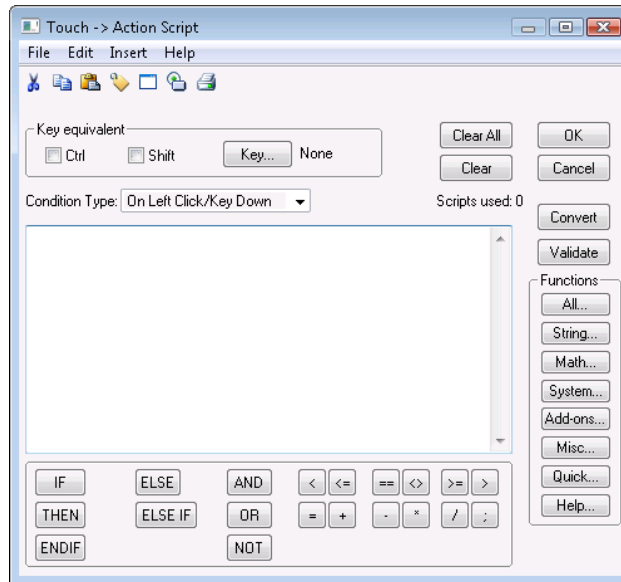 Touch -> Action Script
File Edit Insert Help
Key equivalent
Ctrl Shift Key... None
Clear All OK
Clear Cancel
Condition Type: On Left Click/Key Down Scripts used: 0
Convert
Validate
Functions
All...
String...
Math...
System...
Add-ons...
Misc...
Quick...
Help...
IF ELSE AND < <= == <> >= >
THEN ELSE IF OR = + - * / ;
ENDIF NOT